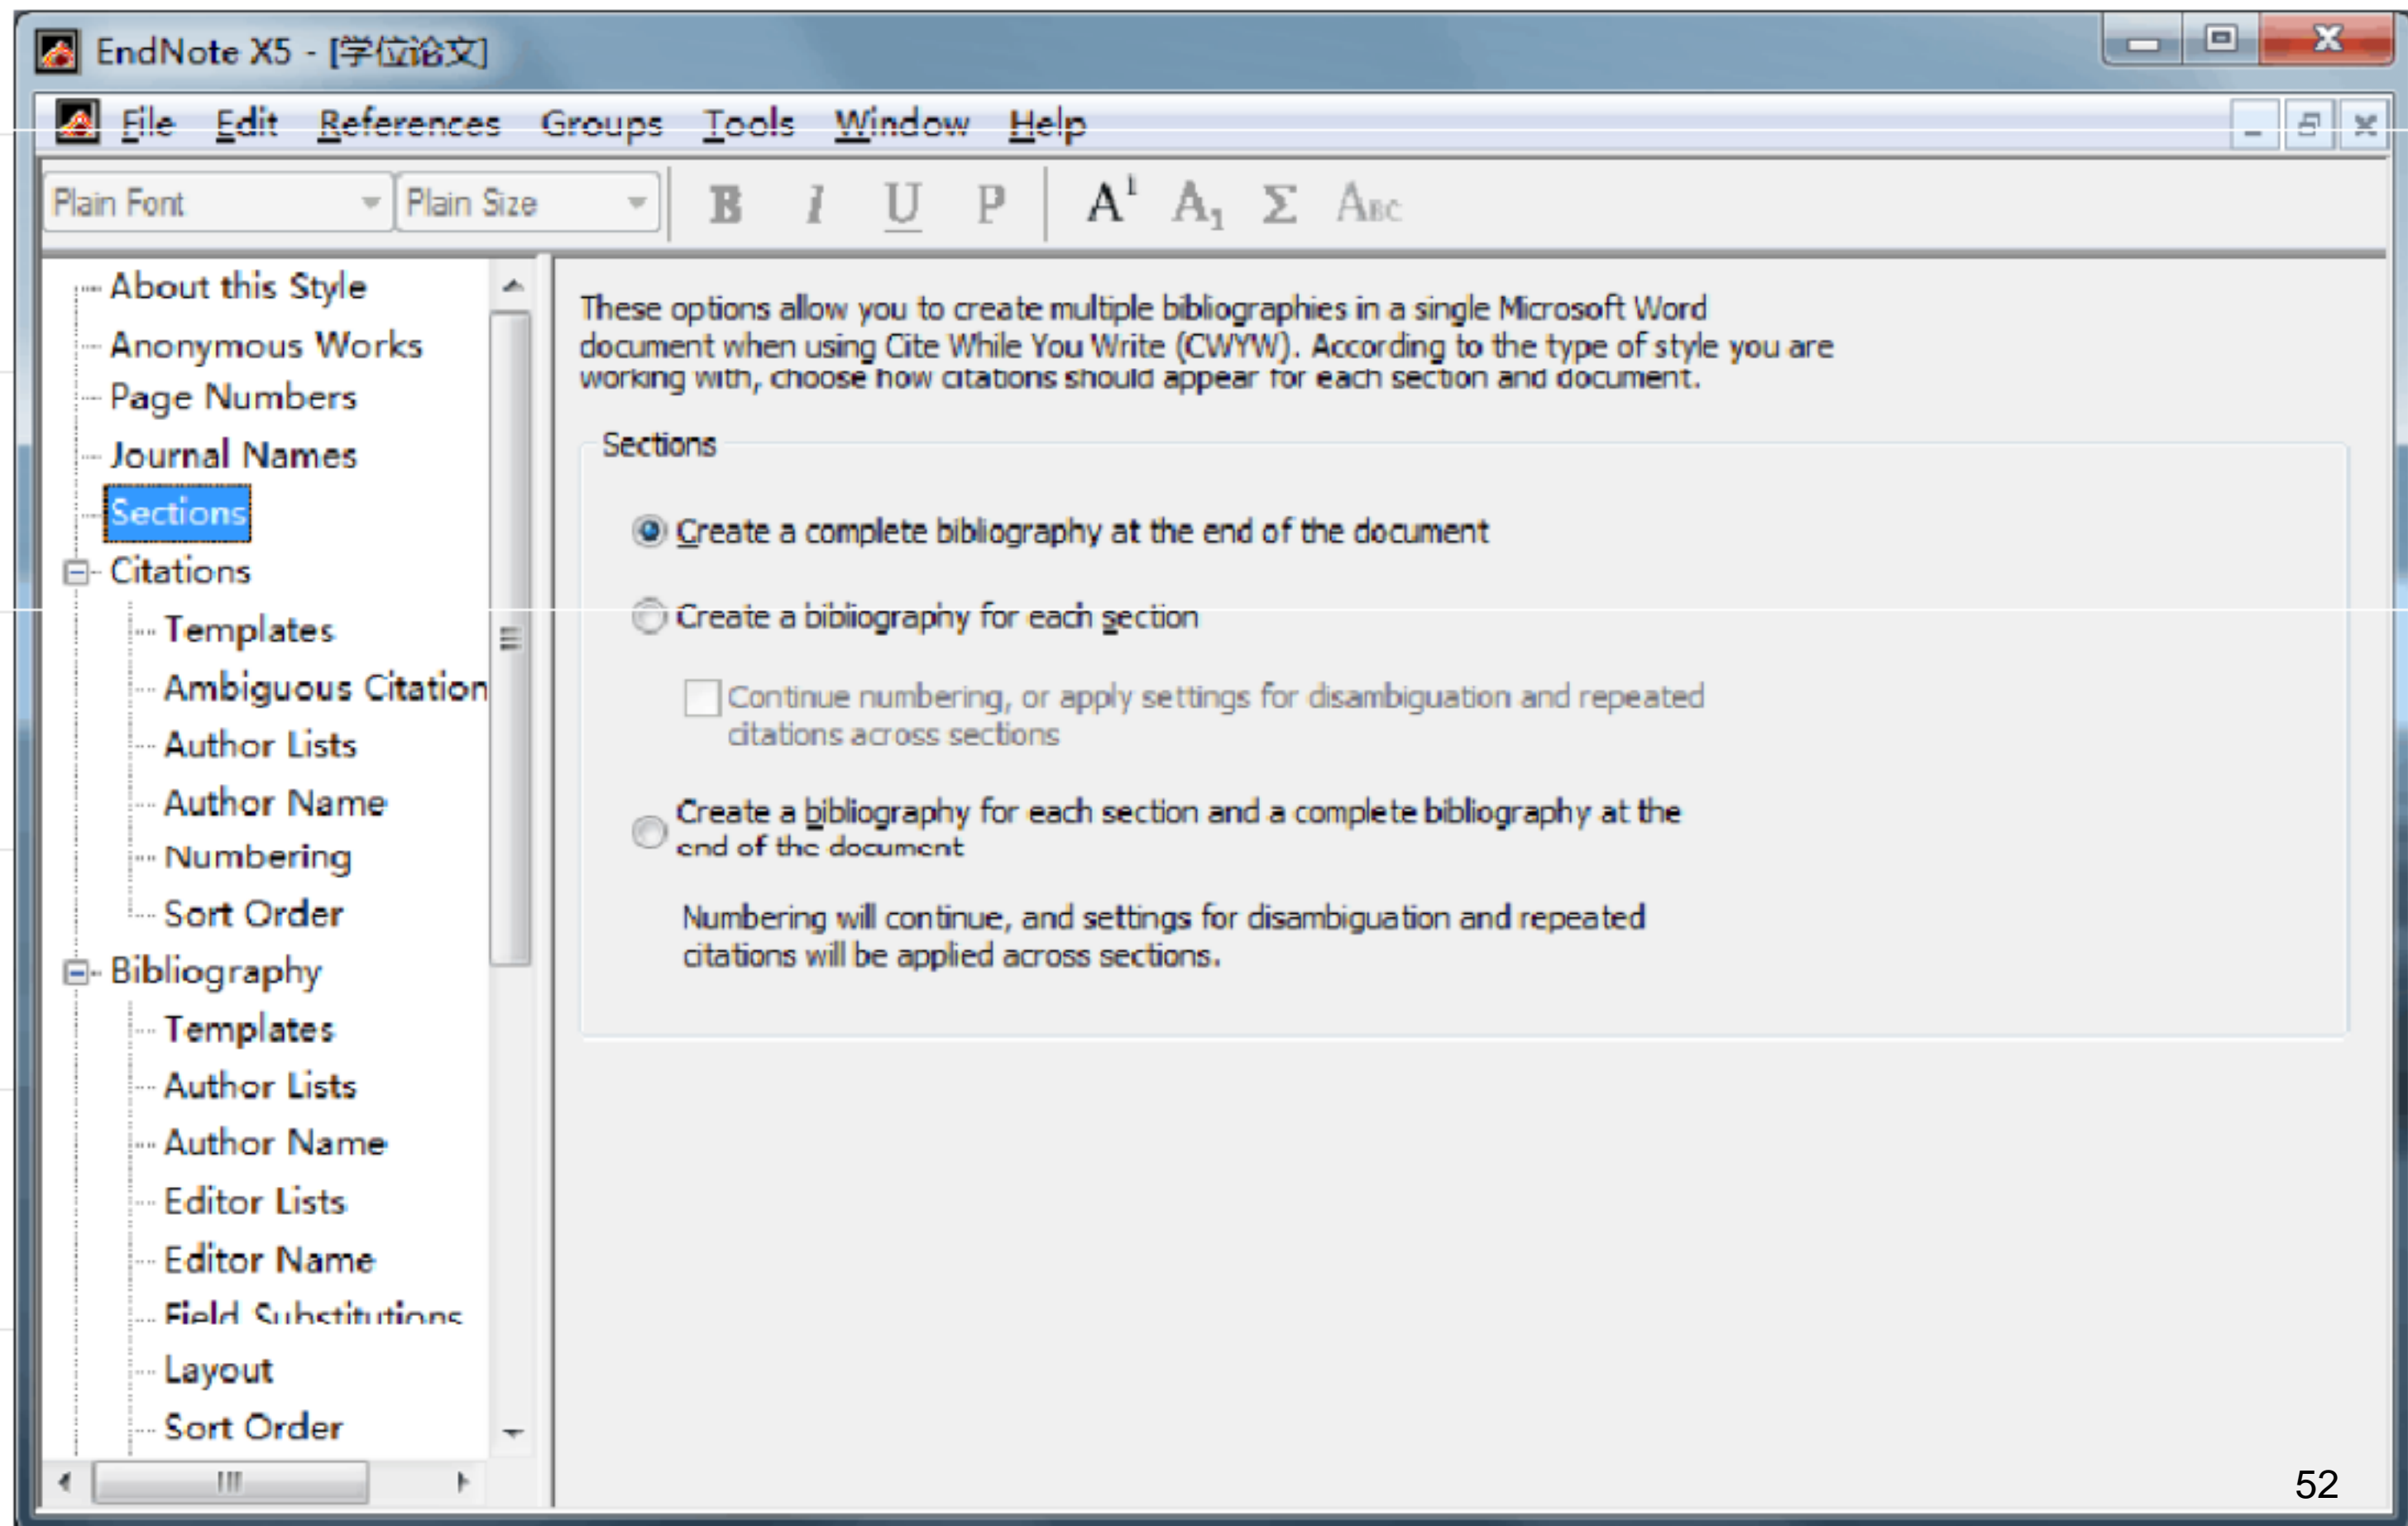 EndNote X5 - [学位论文]
File Edit References Groups Tools Window Help
Plain Font Plain Size B I U P A¹ A₁ Σ ABC
About this Style
Anonymous Works
Page Numbers
Journal Names
Sections
Citations
Templates
Ambiguous Citation
Author Lists
Author Name
Numbering
Sort Order
Bibliography
Templates
Author Lists
Author Name
Editor Lists
Editor Name
Field Substitutions
Layout
Sort Order
These options allow you to create multiple bibliographies in a single Microsoft Word
document when using Cite While You Write (CWYW). According to the type of style you are
working with, choose how citations should appear for each section and document.
Sections
Create a complete bibliography at the end of the document
Create a bibliography for each section
Continue numbering, or apply settings for disambiguation and repeated
citations across sections
Create a bibliography for each section and a complete bibliography at the
end of the document
Numbering will continue, and settings for disambiguation and repeated
citations will be applied across sections.
52